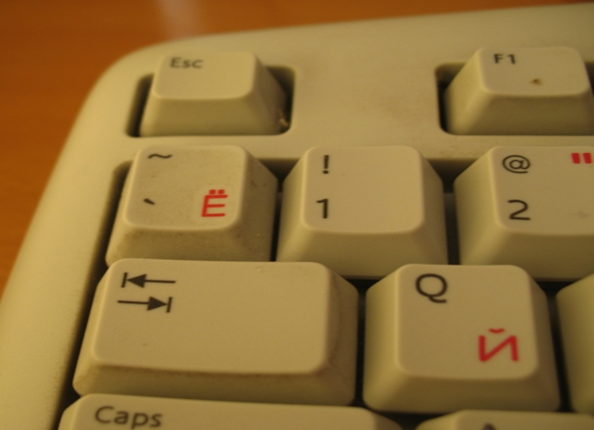 Esc F1
~ ! @ "
` Ё 1 2
Q
Й
Caps